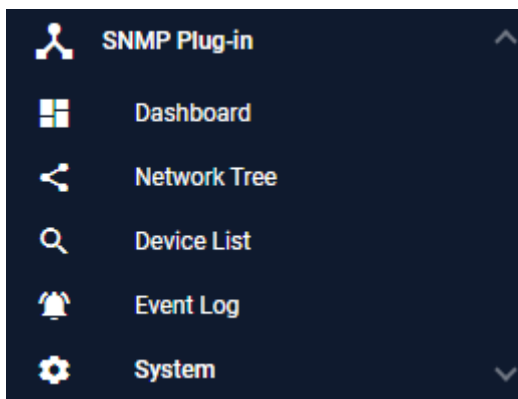 SNMP Plug-in
Dashboard
Network Tree
Device List
Event Log
System